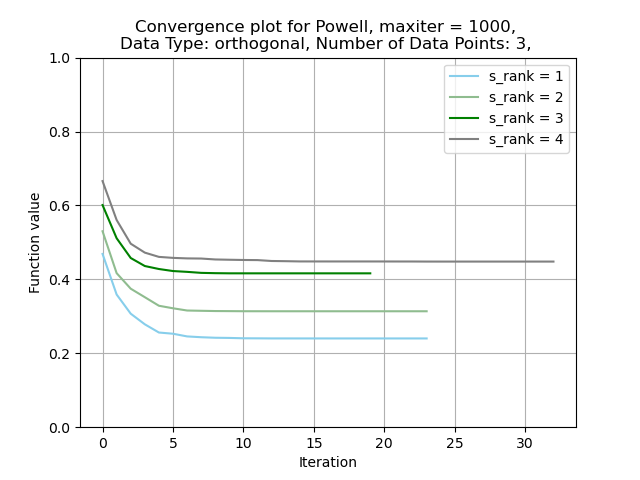 Convergence plot for Powell, maxiter = 1000,
Data Type: orthogonal, Number of Data Points: 3,
s_rank = 1
s_rank = 2
s_rank = 3
s_rank = 4
Function value
1.0
0.8
0.6
0.4
0.2
0.0
0 5 10 15 20 25 30
Iteration